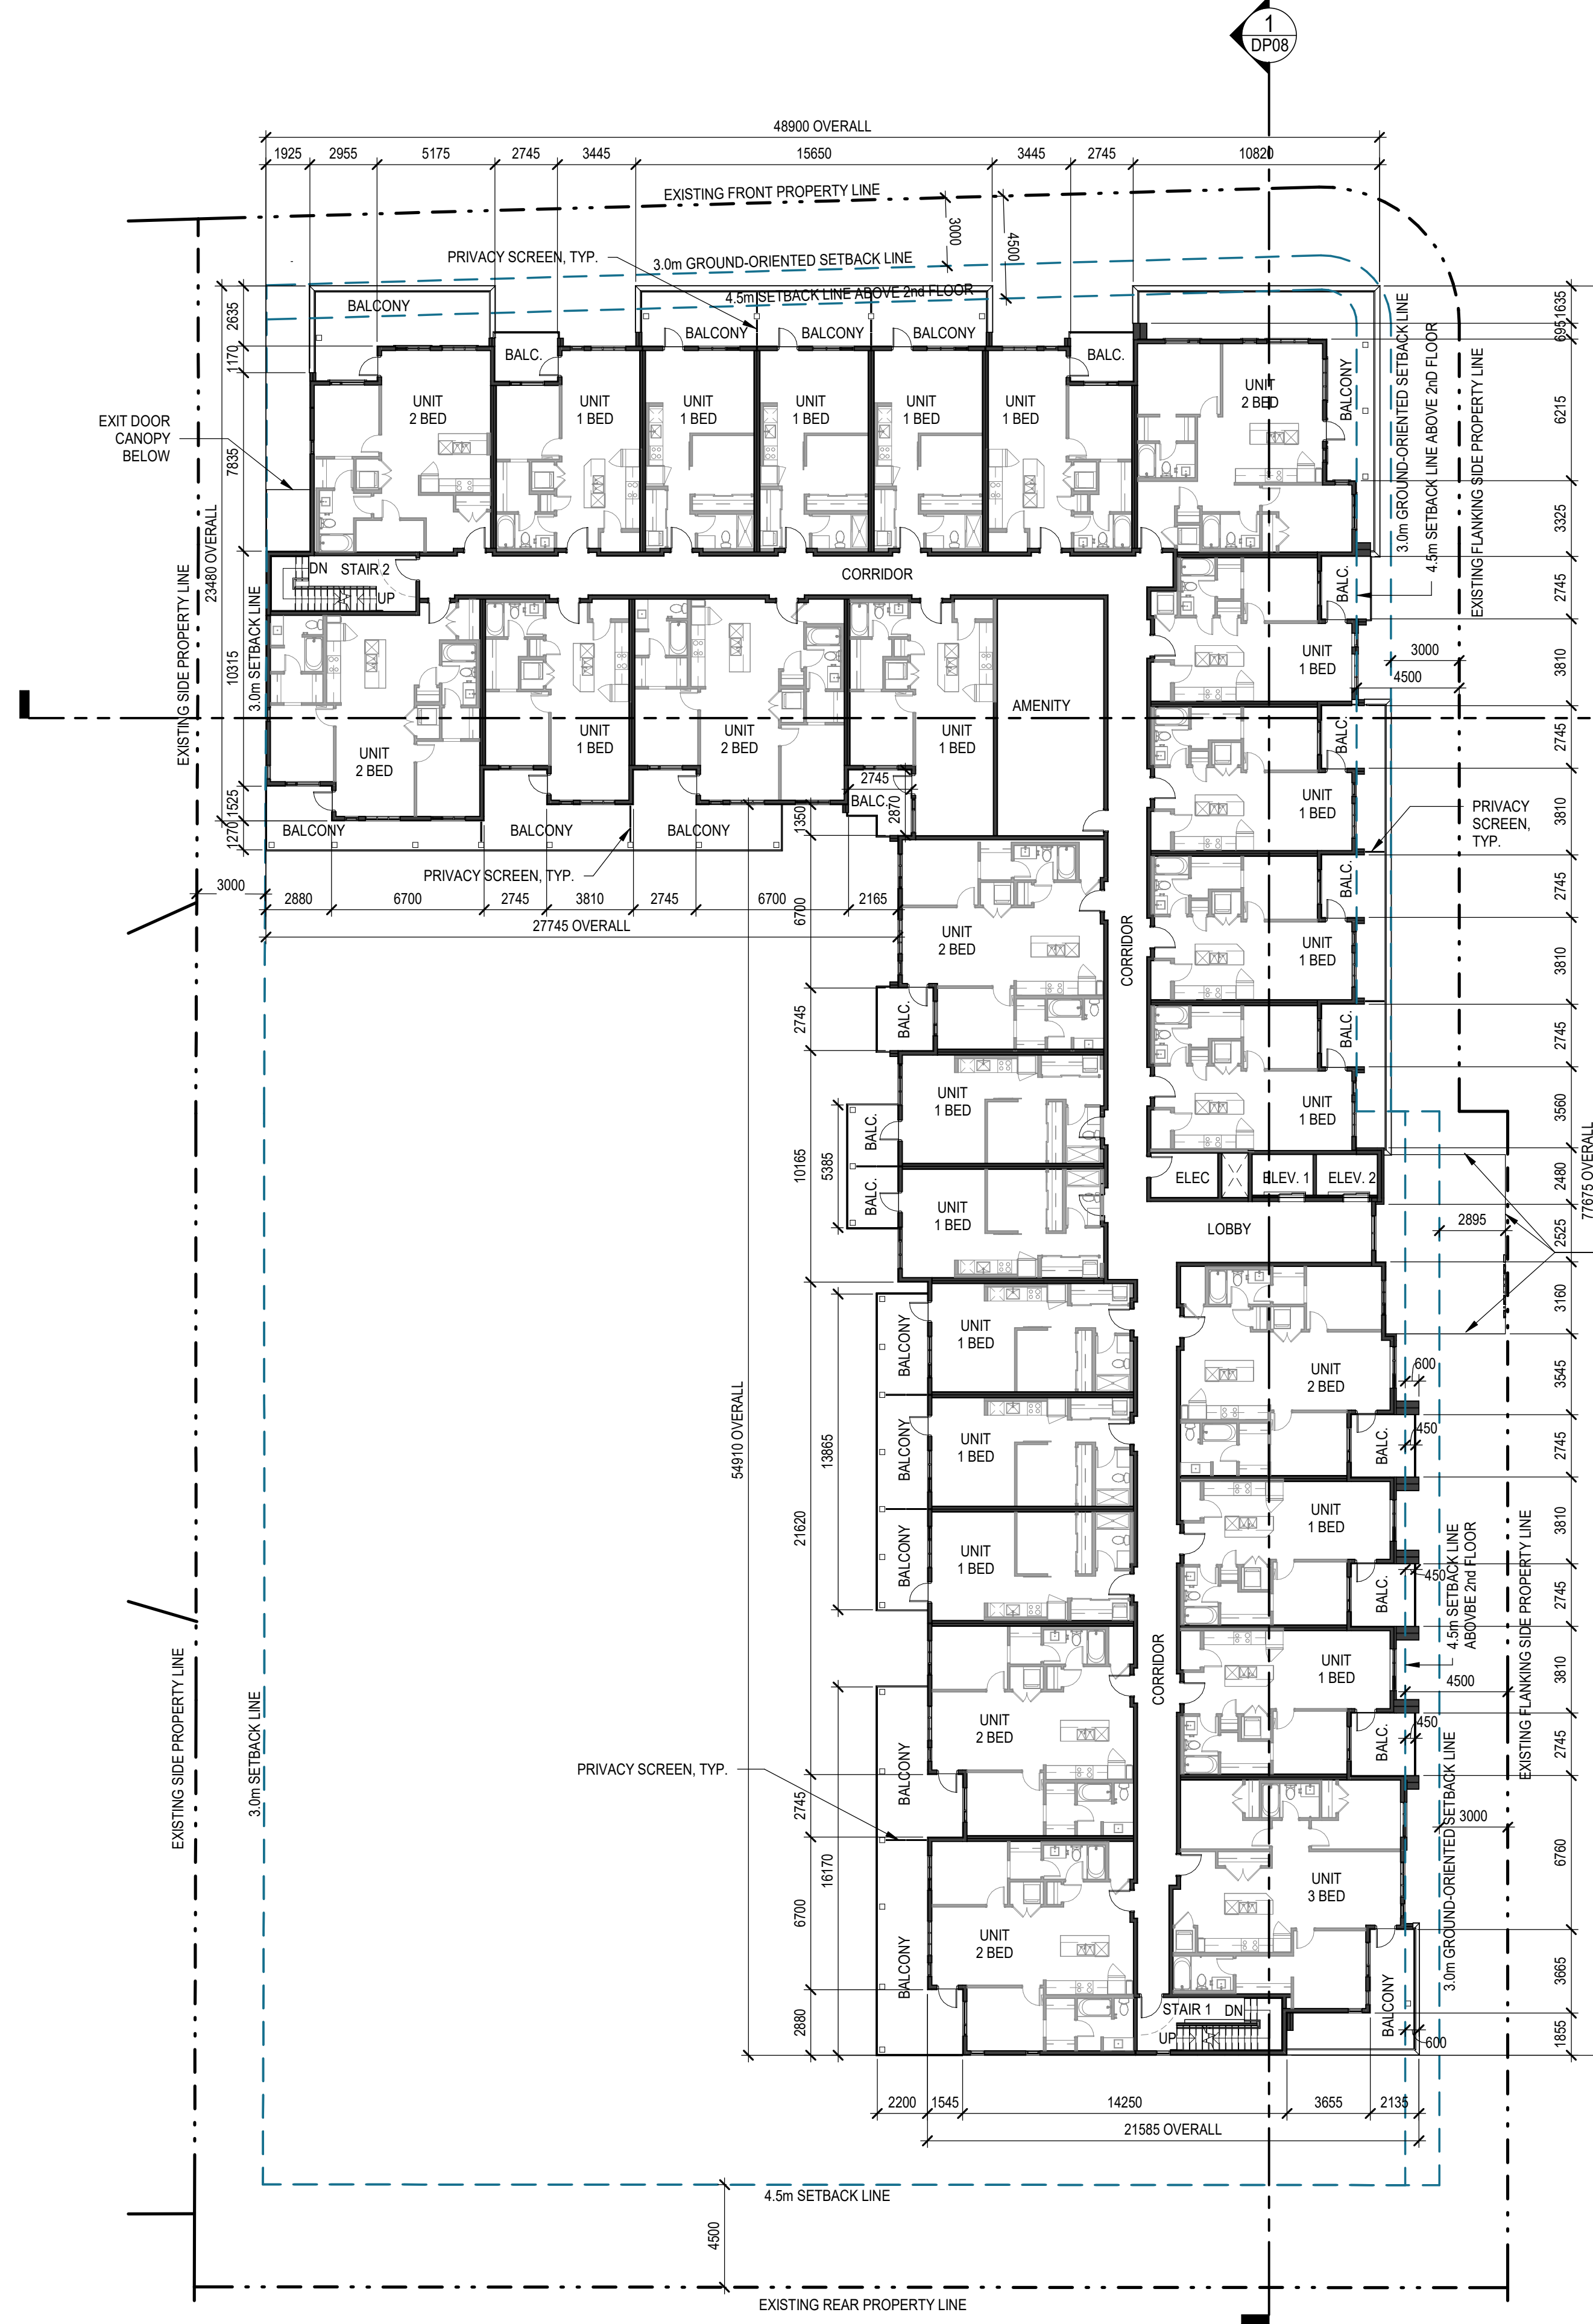 1
DP08
48900 OVERALL
1925
2955
5175
2745
3445
15650
3445
2745
10820
EXISTING FRONT PROPERTY LINE
3000
4500
PRIVACY SCREEN, TYP.
3.0m GROUND-ORIENTED SETBACK LINE
4.5m SETBACK LINE ABOVE 2nd FLOOR
BALCONY
BALCONY
BALCONY
BALCONY
BALC.
BALC.
BALCONY
UNIT
2 BED
UNIT
1 BED
UNIT
1 BED
UNIT
1 BED
UNIT
1 BED
UNIT
1 BED
UNIT
2 BED
EXIT DOOR
CANOPY
BELOW
2635
1170
7835
23480 OVERALL
10315
1525
1270
3.0m SETBACK LINE
EXISTING SIDE PROPERTY LINE
1635
695
6215
3325
2745
3810
2745
3810
2745
3810
2745
3560
2480
2525
3160
3545
2745
3810
2745
3810
2745
6760
3665
1855
77675 OVERALL
3.0m GROUND-ORIENTED SETBACK LINE
4.5m SETBACK LINE ABOVE 2nD FLOOR
EXISTING FLANKING SIDE PROPERTY LINE
DN
STAIR 2
UP
CORRIDOR
BALC.
UNIT
1 BED
3000
4500
UNIT
2 BED
UNIT
1 BED
UNIT
2 BED
UNIT
1 BED
AMENITY
BALC.
UNIT
1 BED
PRIVACY
SCREEN,
TYP.
BALCONY
BALCONY
BALCONY
BALC.
2745
2870
1350
PRIVACY SCREEN, TYP.
3000
2880
6700
2745
3810
2745
6700
2165
27745 OVERALL
6700
2745
10165
5385
UNIT
2 BED
BALC.
CORRIDOR
BALC.
UNIT
1 BED
BALC.
UNIT
1 BED
BALC.
UNIT
1 BED
BALC.
UNIT
1 BED
ELEC
ELEV. 1
ELEV. 2
LOBBY
2895
BALCONY
UNIT
1 BED
BALCONY
UNIT
1 BED
BALCONY
UNIT
1 BED
54910 OVERALL
13865
21620
UNIT
2 BED
600
450
BALC.
UNIT
1 BED
450
BALC.
UNIT
1 BED
450
BALC.
4.5m SETBACK LINE
ABOVBE 2nd FLOOR
4500
EXISTING FLANKING SIDE PROPERTY LINE
3.0m GROUND-ORIENTED SETBACK LINE
3000
CORRIDOR
EXISTING SIDE PROPERTY LINE
3.0m SETBACK LINE
PRIVACY SCREEN, TYP.
BALCONY
UNIT
2 BED
2745
16170
6700
2880
BALCONY
UNIT
2 BED
UNIT
3 BED
BALCONY
STAIR 1
DN
UP
600
2200
1545
14250
3655
2135
21585 OVERALL
4.5m SETBACK LINE
4500
EXISTING REAR PROPERTY LINE